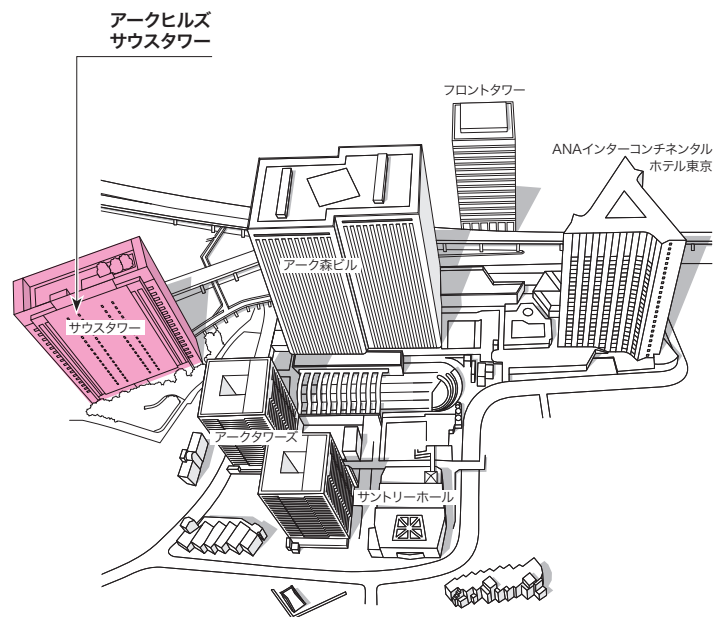 アークヒルズ
サウスタワー
フロントタワー
ANAインターコンチネンタル
ホテル東京
アーク森ビル
サウスタワー
アークタワーズ
サントリーホール